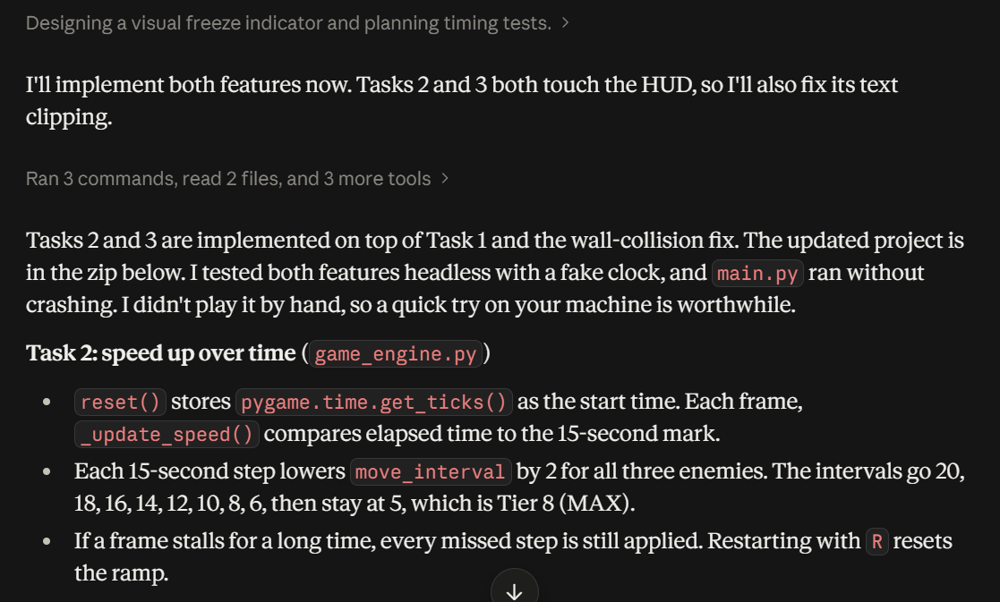 Designing a visual freeze indicator and planning timing tests. >
I'll implement both features now. Tasks 2 and 3 both touch the HUD, so I'll also fix its text
clipping.
Ran 3 commands, read 2 files, and 3 more tools >
Tasks 2 and 3 are implemented on top of Task 1 and the wall-collision fix. The updated project is
in the zip below. I tested both features headless with a fake clock, and main.py ran without
crashing. I didn't play it by hand, so a quick try on your machine is worthwhile.
Task 2: speed up over time (game_engine.py)
• reset() stores pygame.time.get_ticks() as the start time. Each frame,
_update_speed() compares elapsed time to the 15-second mark.
• Each 15-second step lowers move_interval by 2 for all three enemies. The intervals go 20,
18, 16, 14, 12, 10, 8, 6, then stay at 5, which is Tier 8 (MAX).
• If a frame stalls for a long time, every missed step is still applied. Restarting with R resets
the ramp.